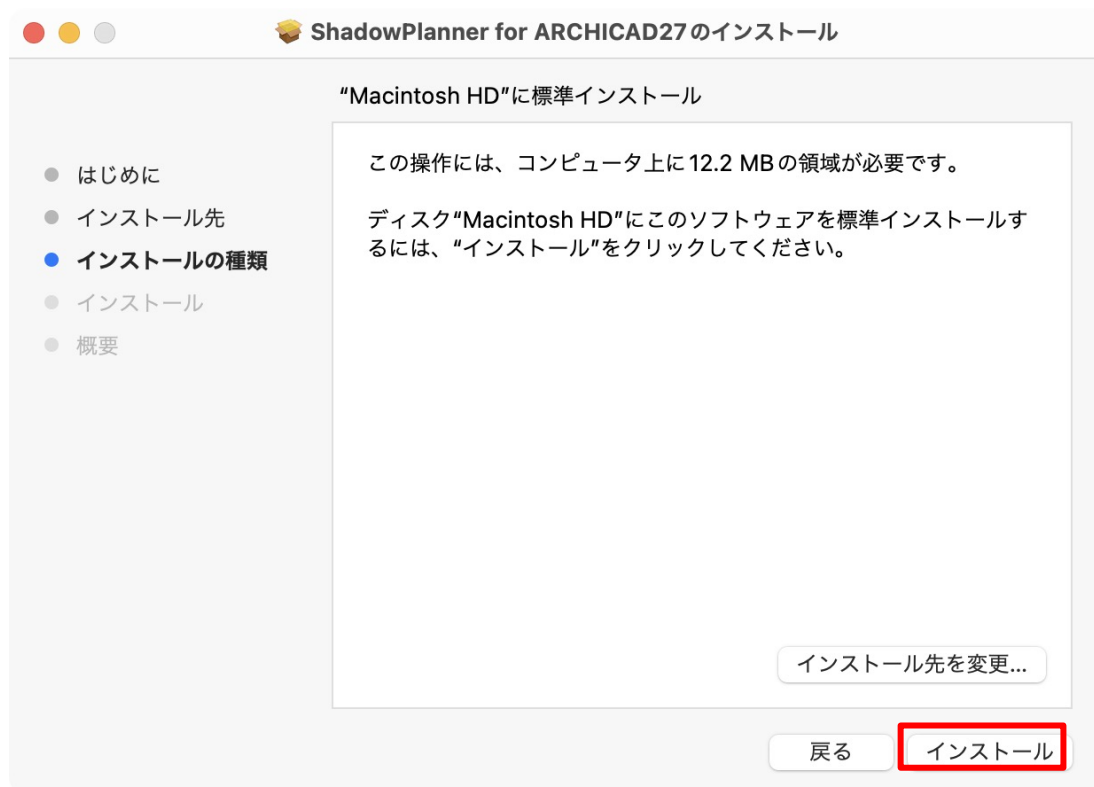 ShadowPlanner for ARCHICAD27のインストール
“Macintosh HD”に標準インストール
はじめに
インストール先
インストールの種類
インストール
概要
この操作には、コンピュータ上に12.2 MBの領域が必要です。
ディスク“Macintosh HD”にこのソフトウェアを標準インストールす
るには、“インストール”をクリックしてください。
インストール先を変更...
戻る
インストール